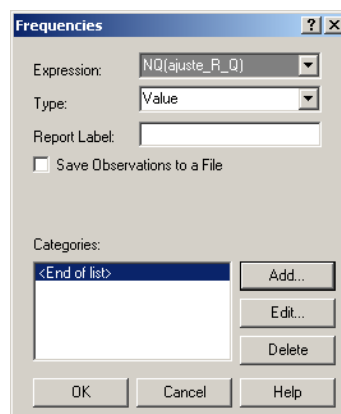 Frequencies
Expression: NQ(ajuste_R_Q)
Type: Value
Report Label:
Save Observations to a File
Categories:
<End of list>
Add...
Edit...
Delete
OK Cancel Help